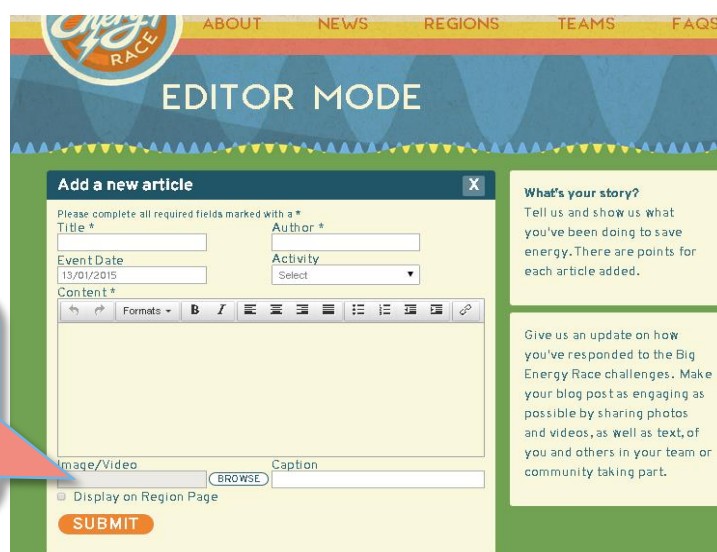 Energy
RACE
ABOUT NEWS REGIONS TEAMS FAQS
EDITOR MODE
Add a new article X
Please complete all required fields marked with a *
Title * Author *
Event Date Activity
13/01/2015 Select
Content *
Formats B I
Image/Video Caption
BROWSE
Display on Region Page
SUBMIT
What's your story?
Tell us and show us what
you've been doing to save
energy. There are points for
each article added.
Give us an update on how
you've responded to the Big
Energy Race challenges. Make
your blog post as engaging as
possible by sharing photos
and videos, as well as text, of
you and others in your team or
community taking part.